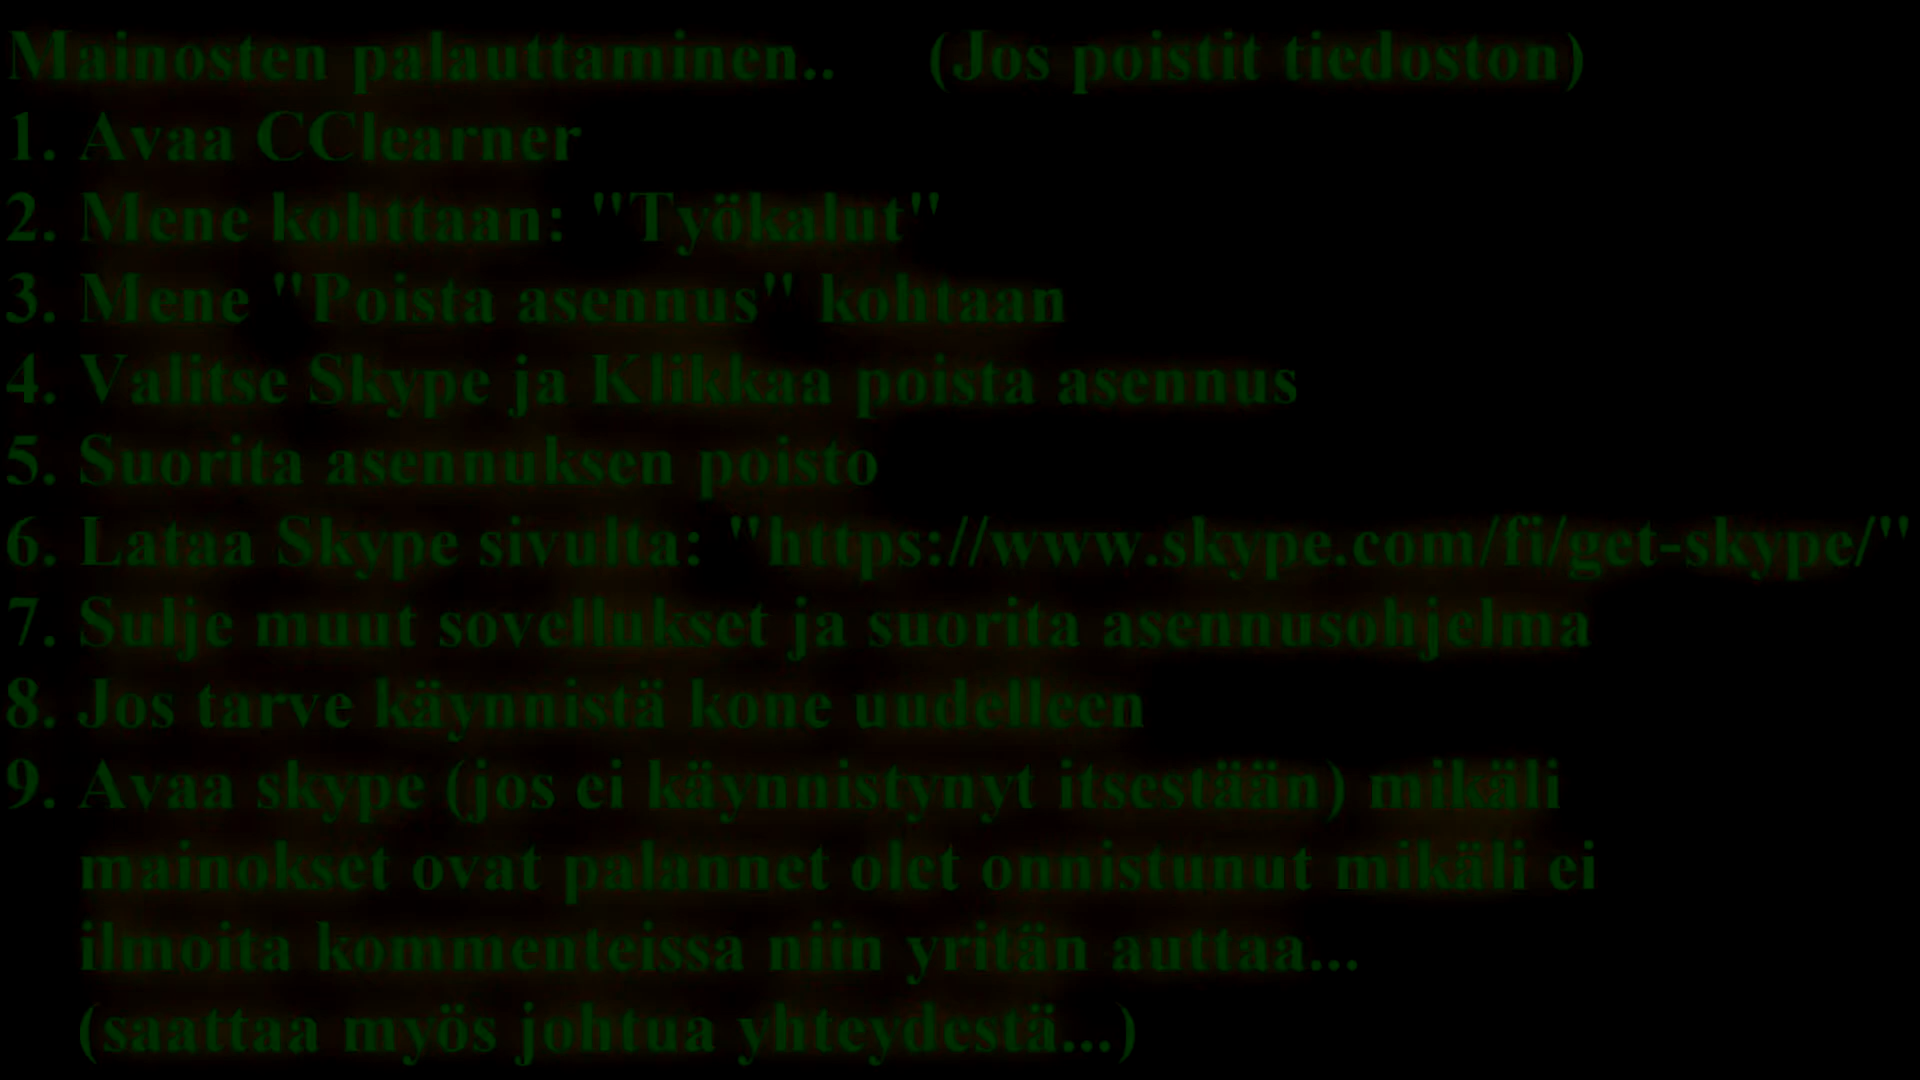 Mainosten palauttaminen.. (Jos poistit tiedoston)
1. Avaa CClearner
2. Mene kohttaan: "Työkalut"
3. Mene "Poista asennus" kohtaan
4. Valitse Skype ja Klikkaa poista asennus
5. Suorita asennuksen poisto
6. Lataa Skype sivulta: "https://www.skype.com/fi/get-skype/"
7. Sulje muut sovellukset ja suorita asennusohjelma
8. Jos tarve käynnistä kone uudelleen
9. Avaa skype (jos ei käynnistynyt itsestään) mikäli
mainokset ovat palannet olet onnistunut mikäli ei
ilmoita kommenteissa niin yritän auttaa...
(saattaa myös johtua yhteydestä...)